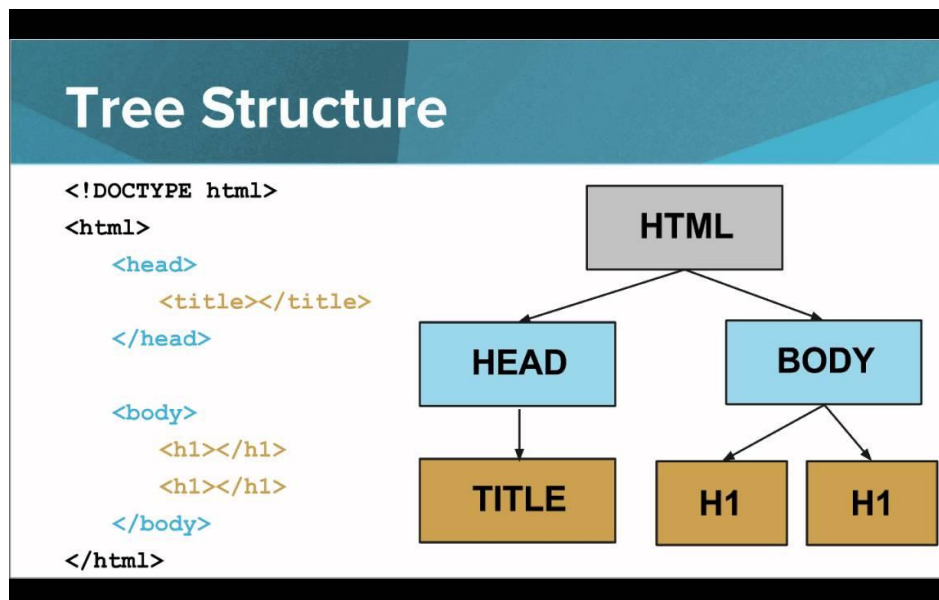 Tree Structure
<!DOCTYPE html>
<html>
<head>
<title></title>
</head>
<body>
<h1></h1>
<h1></h1>
</body>
</html>
HTML
HEAD
BODY
TITLE
H1
H1